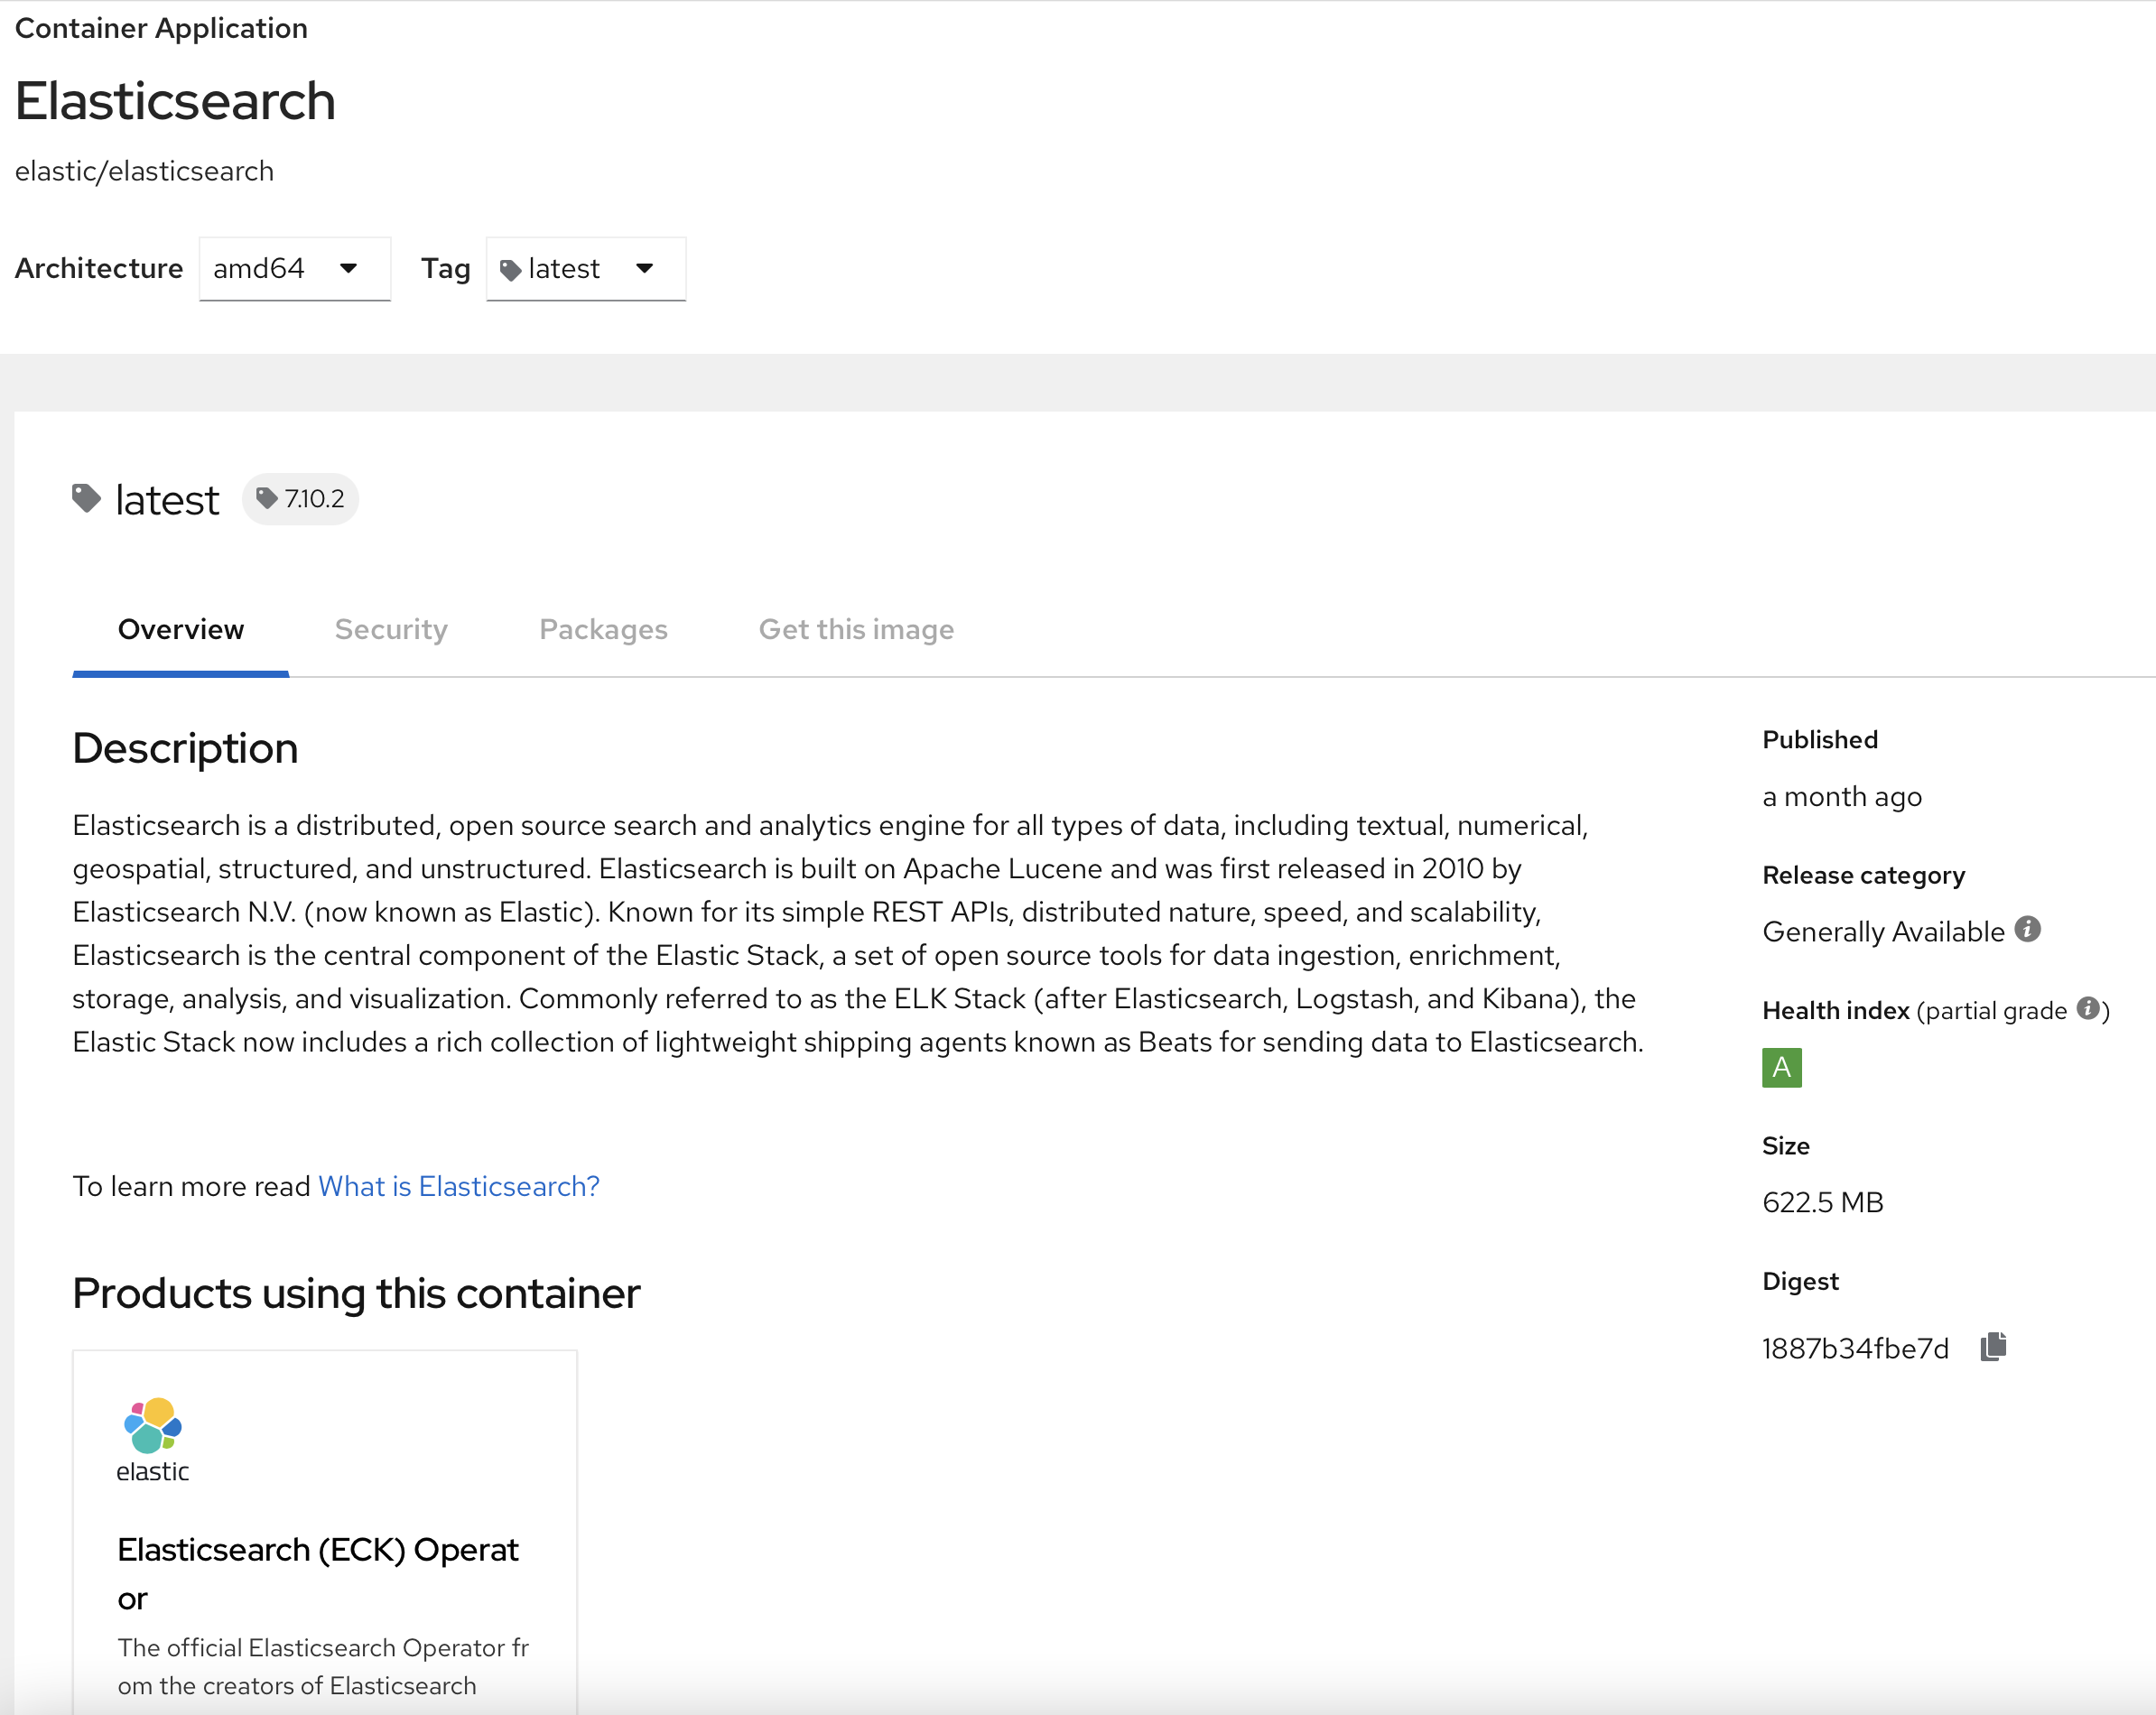 Container Application
Elasticsearch
elastic/elasticsearch
Architecture amd64 Tag latest
latest 7.10.2
Overview Security Packages Get this image
Description
Elasticsearch is a distributed, open source search and analytics engine for all types of data, including textual, numerical,
geospatial, structured, and unstructured. Elasticsearch is built on Apache Lucene and was first released in 2010 by
Elasticsearch N.V. (now known as Elastic). Known for its simple REST APIs, distributed nature, speed, and scalability,
Elasticsearch is the central component of the Elastic Stack, a set of open source tools for data ingestion, enrichment,
storage, analysis, and visualization. Commonly referred to as the ELK Stack (after Elasticsearch, Logstash, and Kibana), the
Elastic Stack now includes a rich collection of lightweight shipping agents known as Beats for sending data to Elasticsearch.
To learn more read What is Elasticsearch?
Products using this container
elastic
Elasticsearch (ECK) Operat
or
The official Elasticsearch Operator fr
om the creators of Elasticsearch
Published
a month ago
Release category
Generally Available
Health index (partial grade )
A
Size
622.5 MB
Digest
1887b34fbe7d